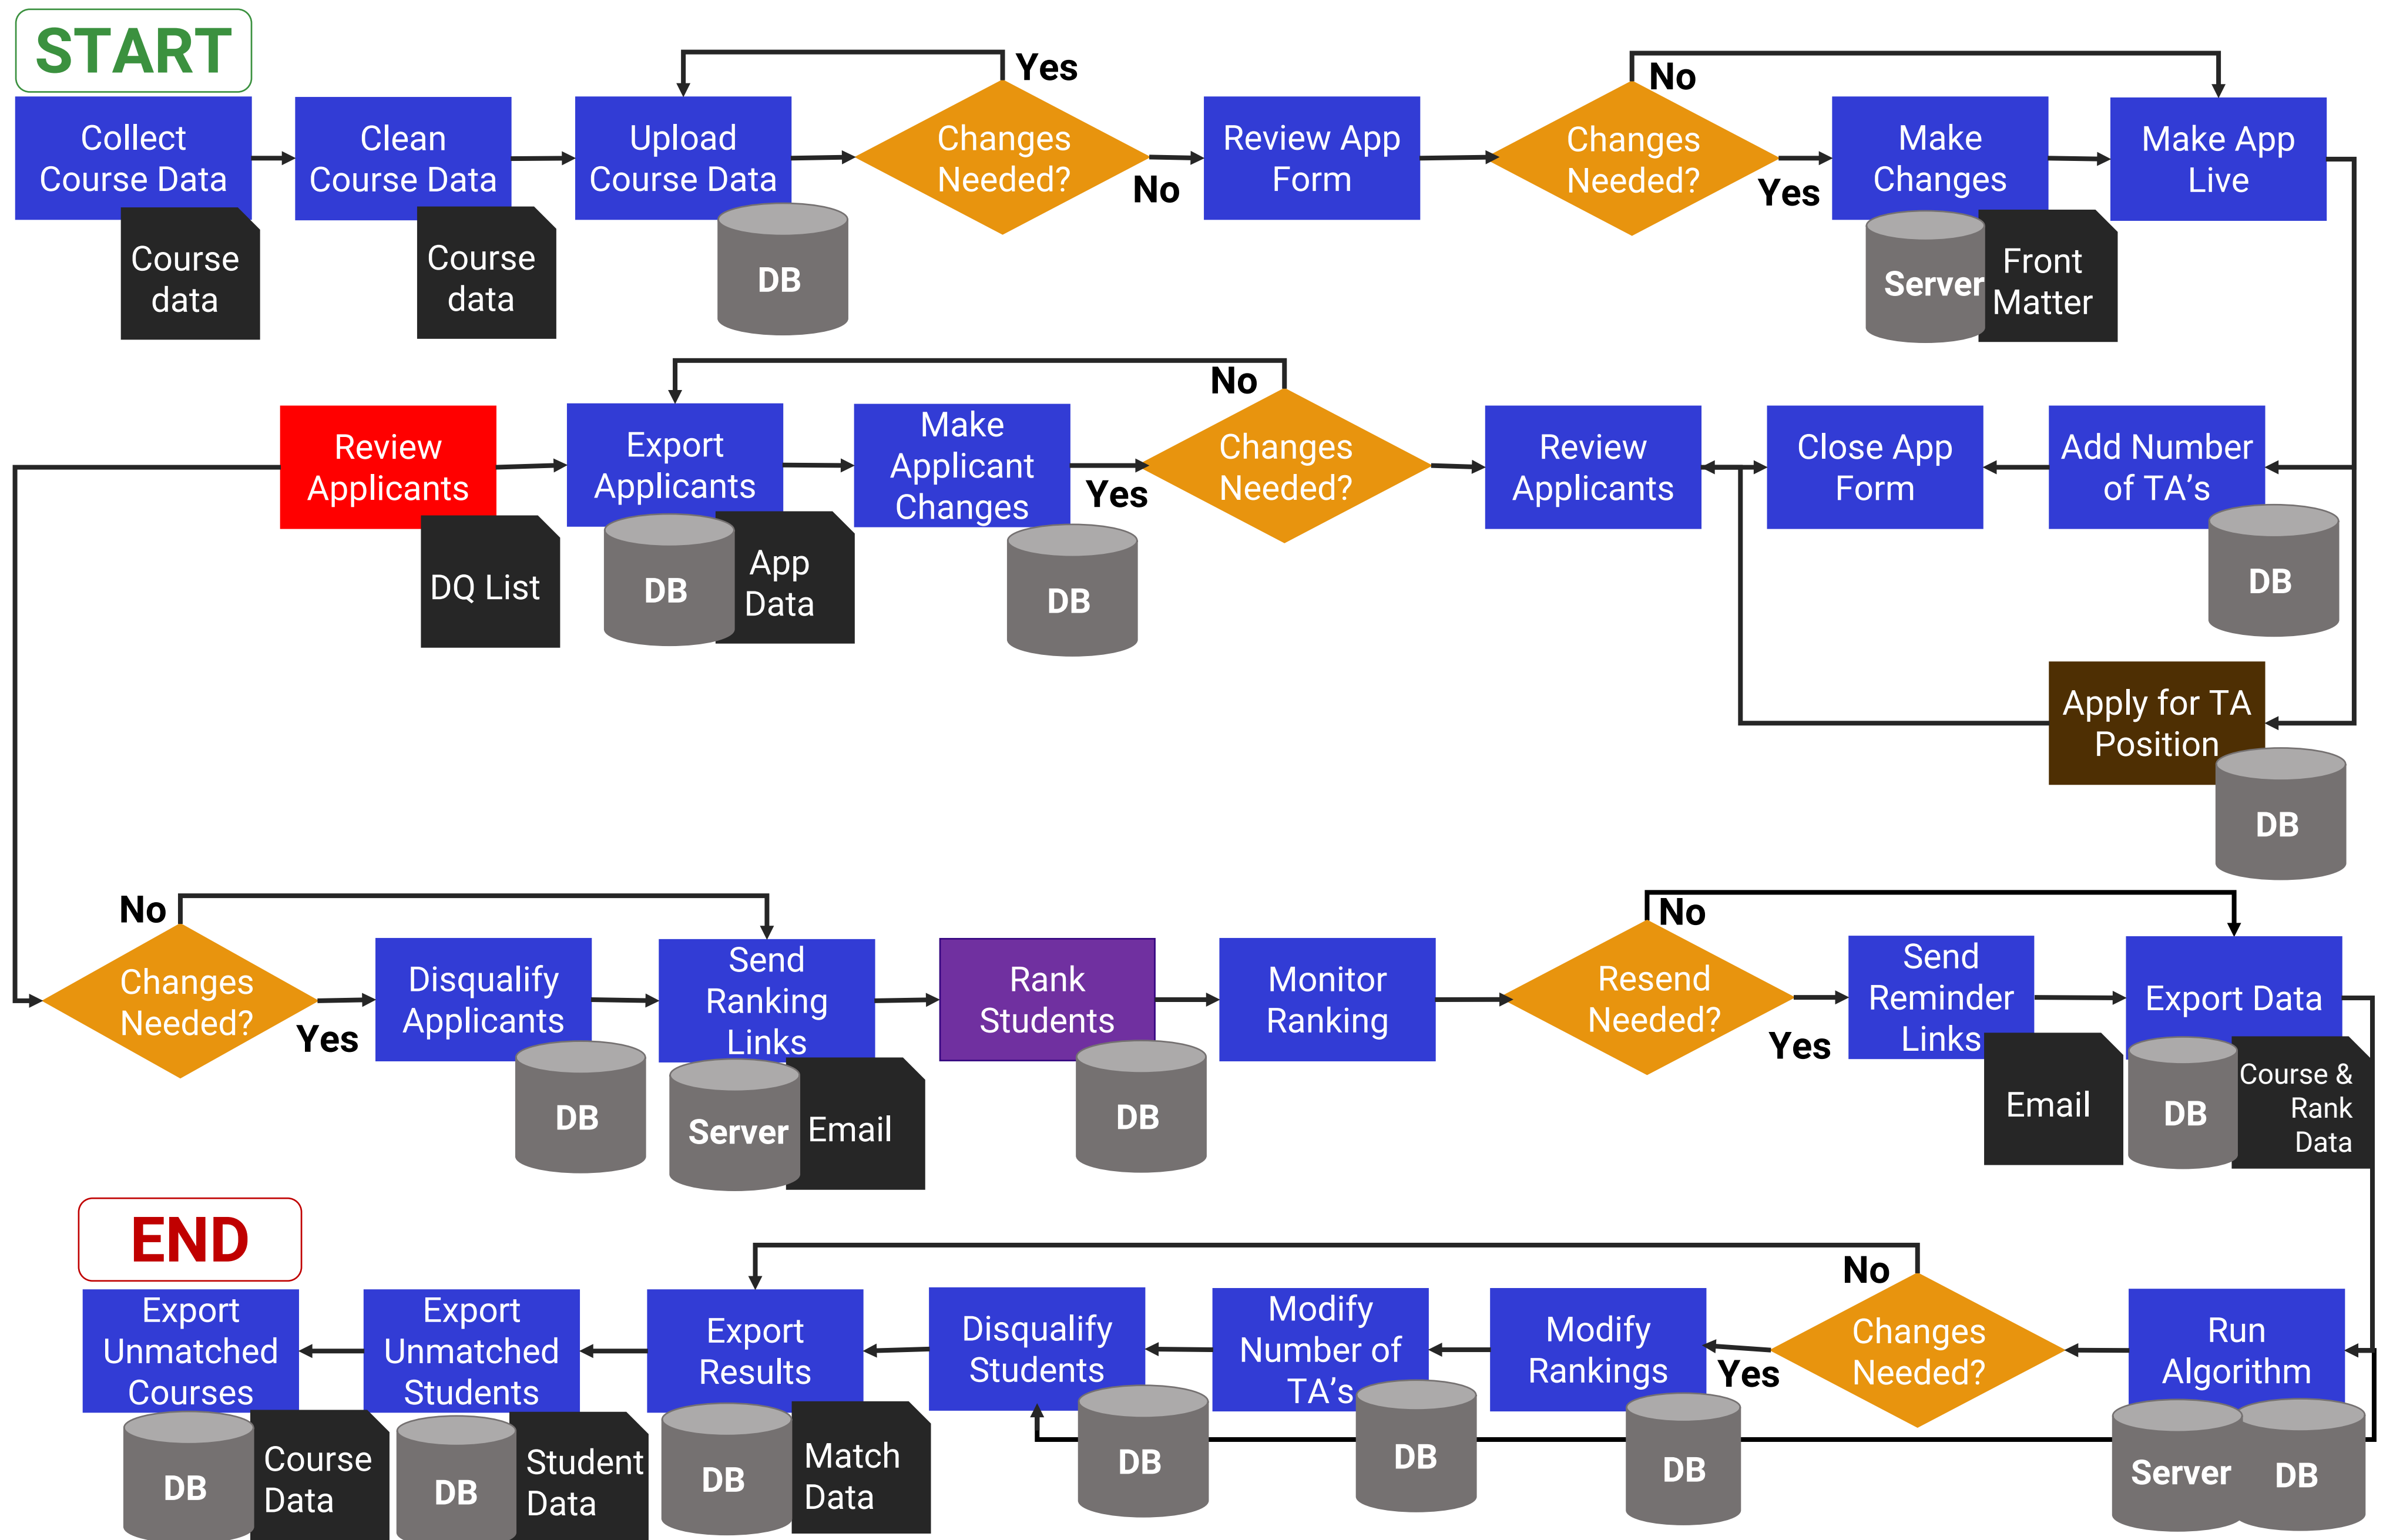 START
Collect
Course Data
Course
data
Clean
Course Data
Course
data
Upload
Course Data
DB
Yes
Changes
Needed?
No
Review App
Form
No
Changes
Needed?
Yes
Make
Changes
Server
Front
Matter
Make App
Live
Review
Applicants
DQ List
Export
Applicants
DB
App
Data
Make
Applicant
Changes
DB
Yes
No
Changes
Needed?
Review
Applicants
Close App
Form
Add Number
of TA’s
DB
Apply for TA
Position
DB
No
Changes
Needed?
Yes
Disqualify
Applicants
DB
Send
Ranking
Links
Server
Email
Rank
Students
DB
Monitor
Ranking
No
Resend
Needed?
Yes
Send
Reminder
Links
Email
Export Data
DB
Course &
Rank
Data
END
Export
Unmatched
Courses
DB
Course
Data
Export
Unmatched
Students
DB
Student
Data
Export
Results
DB
Match
Data
Disqualify
Students
DB
Modify
Number of
TA’s
DB
Modify
Rankings
DB
Yes
No
Changes
Needed?
Run
Algorithm
Server
DB